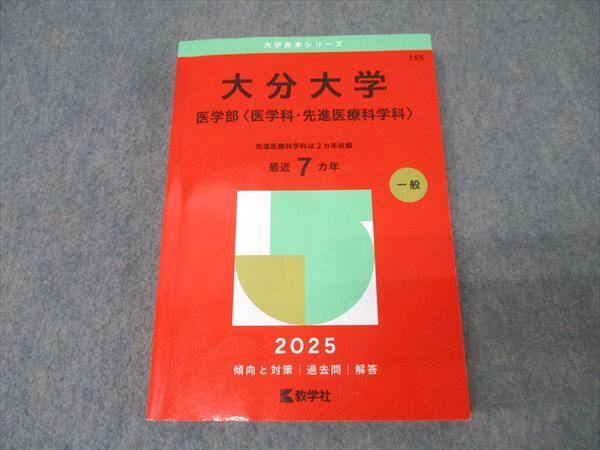 大学赤本シリーズ
165
大分大学
医学部〈医学科・先進医療科学科〉
先進医療科学科は2カ年収載
最近7カ年
一般
2025
傾向と対策｜過去問｜解答
教学社